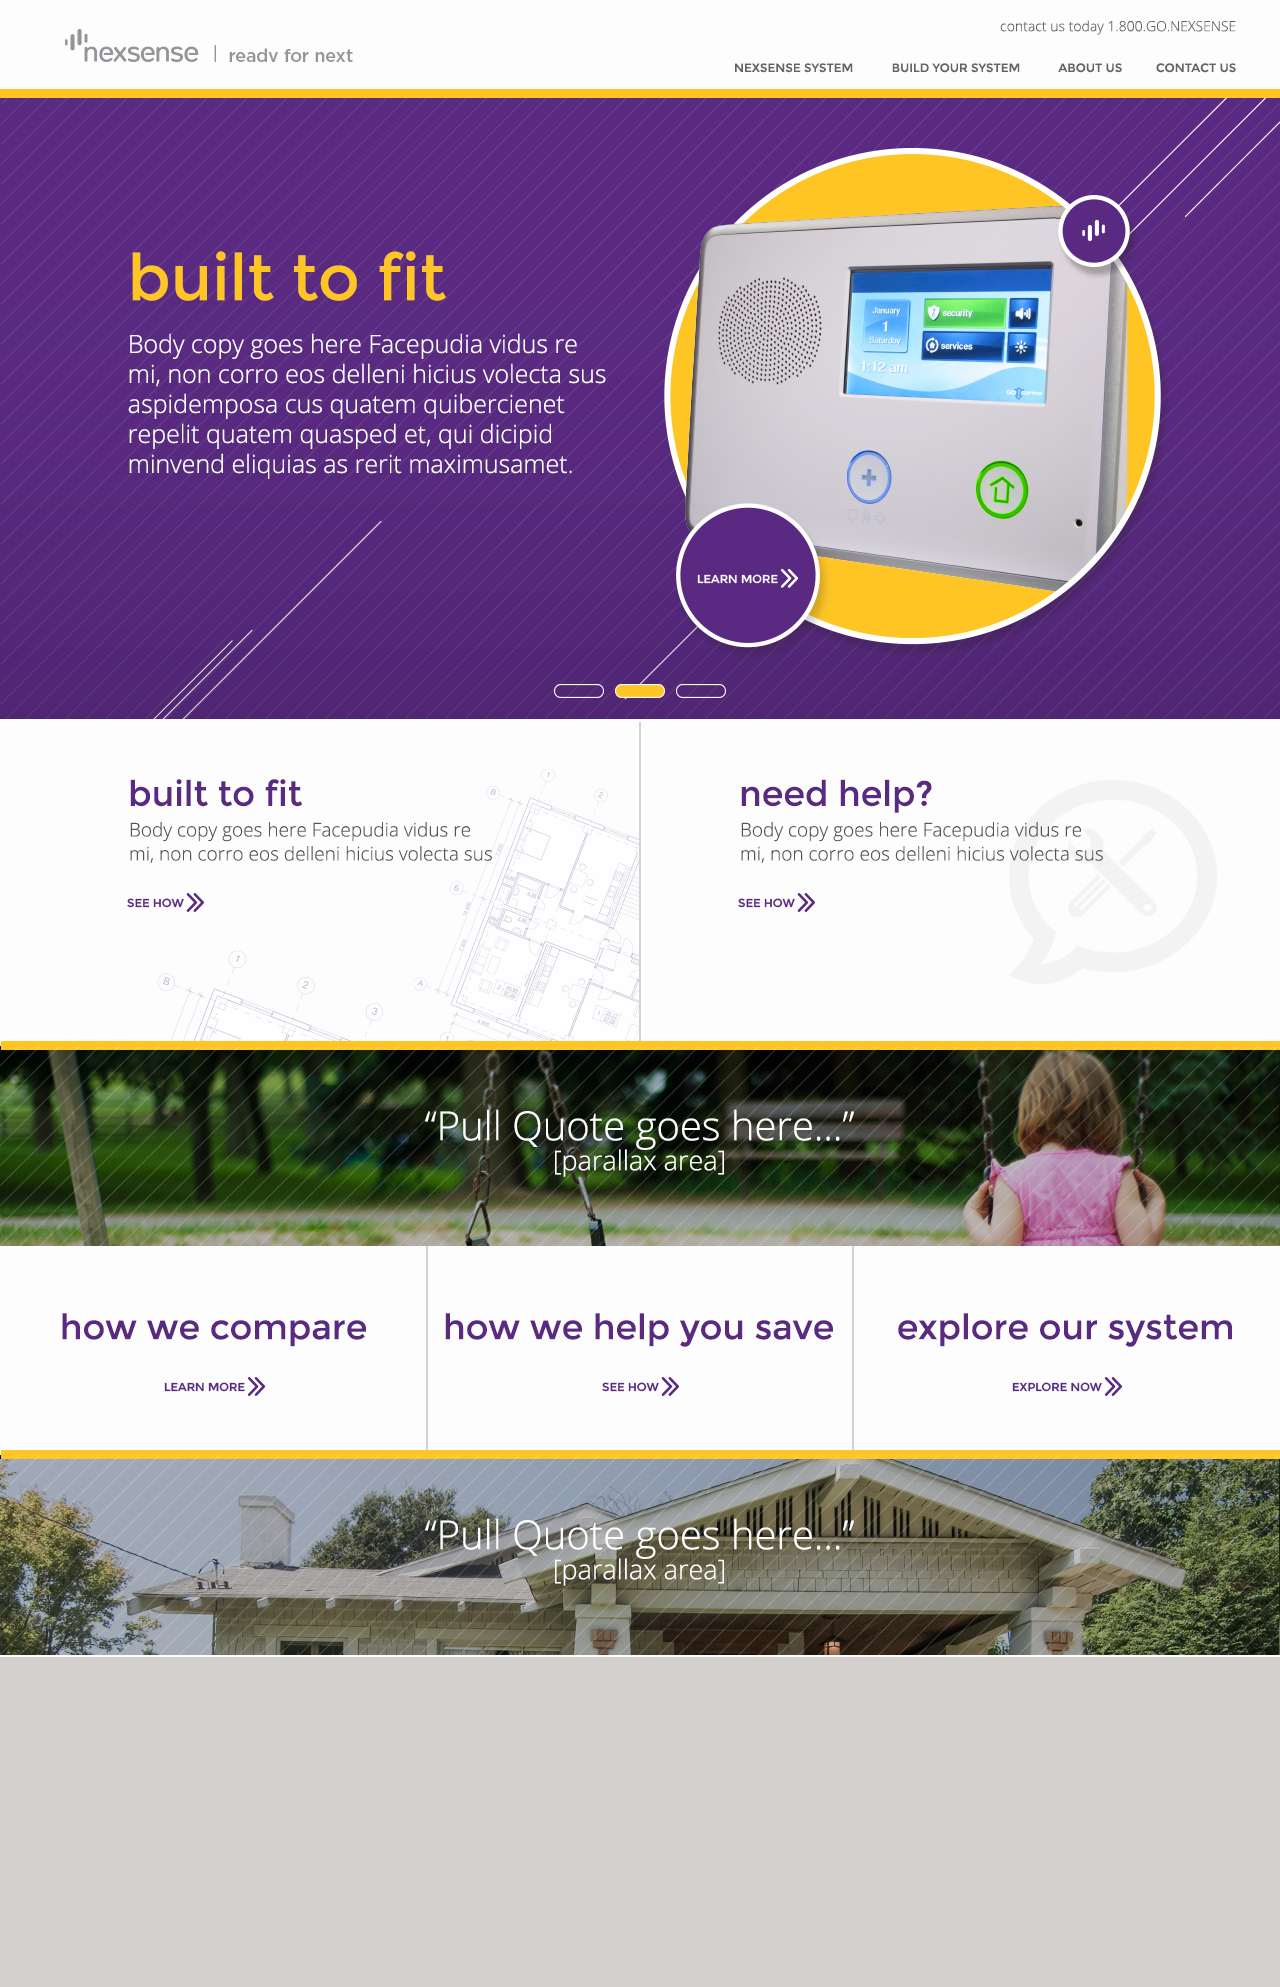 contact us today 1.800.GO.NEXSENSE
nexsense | ready for next
NEXSENSE SYSTEM
BUILD YOUR SYSTEM
ABOUT US
CONTACT US
built to fit
Body copy goes here Facepudia vidus re
mi, non corro eos delleni hicius volecta sus
aspidemposa cus quatem quibercienet
repelit quatem quasped et, qui dicipid
minvend eliquias as rerit maximusamet.
January
1
Saturday
1:12 am
security
services
LEARN MORE
built to fit
Body copy goes here Facepudia vidus re
mi, non corro eos delleni hicius volecta sus
SEE HOW
1
B
2
6
A
1
B
2
3
need help?
Body copy goes here Facepudia vidus re
mi, non corro eos delleni hicius volecta sus
SEE HOW
“Pull Quote goes here...”
[parallax area]
how we compare
LEARN MORE
how we help you save
SEE HOW
explore our system
EXPLORE NOW
“Pull Quote goes here...”
[parallax area]